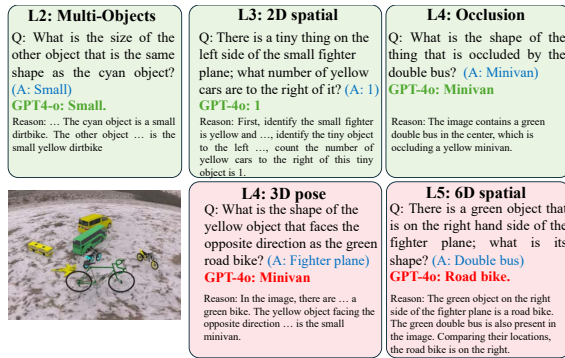 L2: Multi-Objects
Q: What is the size of the
other object that is the same
shape as the cyan object?
(A: Small)
GPT4-o: Small.
Reason: … The cyan object is a small
dirtbike. The other object … is the
small yellow dirtbike
L3: 2D spatial
Q: There is a tiny thing on the
left side of the small fighter
plane; what number of yellow
cars are to the right of it? (A: 1)
GPT-4o: 1
Reason: First, identify the small fighter
is yellow and …, identify the tiny object
to the left …, count the number of
yellow cars to the right of this tiny
object is 1.
L4: Occlusion
Q: What is the shape of the
thing that is occluded by the
double bus? (A: Minivan)
GPT-4o: Minivan
Reason: The image contains a green
double bus in the center, which is
occluding a yellow minivan.
L4: 3D pose
Q: What is the shape of the
yellow object that faces the
opposite direction as the green
road bike? (A: Fighter plane)
GPT-4o: Minivan
Reason: In the image, there are … a
green bike. The yellow object facing the
opposite direction … is the small
minivan.
L5: 6D spatial
Q: There is a green object that
is on the right hand side of the
fighter plane; what is its
shape? (A: Double bus)
GPT-4o: Road bike.
Reason: The green object on the right
side of the fighter plane is a road bike.
The green double bus is also present in
the image. Comparing their locations,
the road bike is on the right.